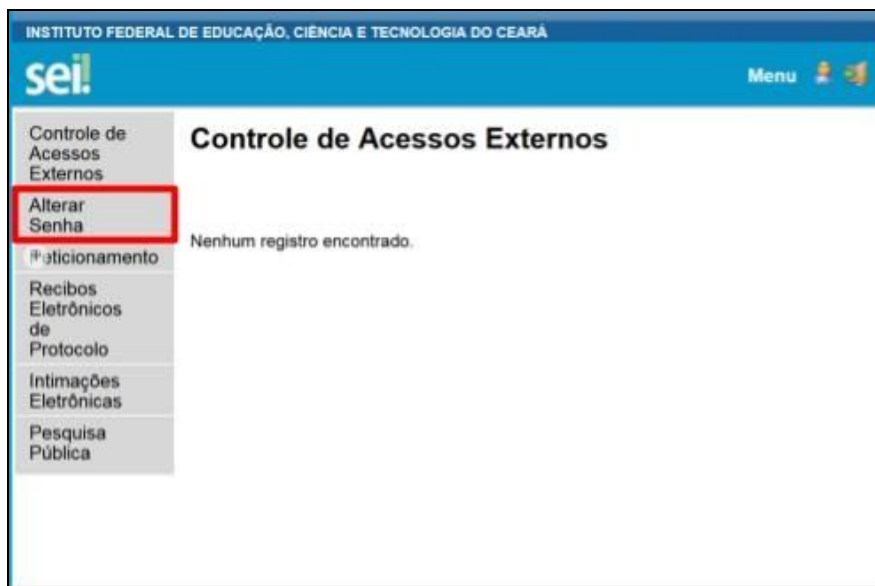 INSTITUTO FEDERAL DE EDUCAÇÃO, CIÊNCIA E TECNOLOGIA DO CEARÁ
sei!
Menu
Controle de
Acessos
Externos
Controle de Acessos Externos
Alterar
Senha
Nenhum registro encontrado.
Peticionamento
Recibos
Eletrônicos
de
Protocolo
Intimações
Eletrônicas
Pesquisa
Pública